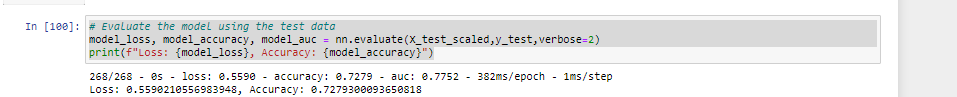 In [100]: # Evaluate the model using the test data
model_loss, model_accuracy, model_auc = nn.evaluate(X_test_scaled,y_test,verbose=2)
print(f"Loss: {model_loss}, Accuracy: {model_accuracy}")
268/268 - 0s - loss: 0.5590 - accuracy: 0.7279 - auc: 0.7752 - 382ms/epoch - 1ms/step
Loss: 0.5590210556983948, Accuracy: 0.7279300093650818